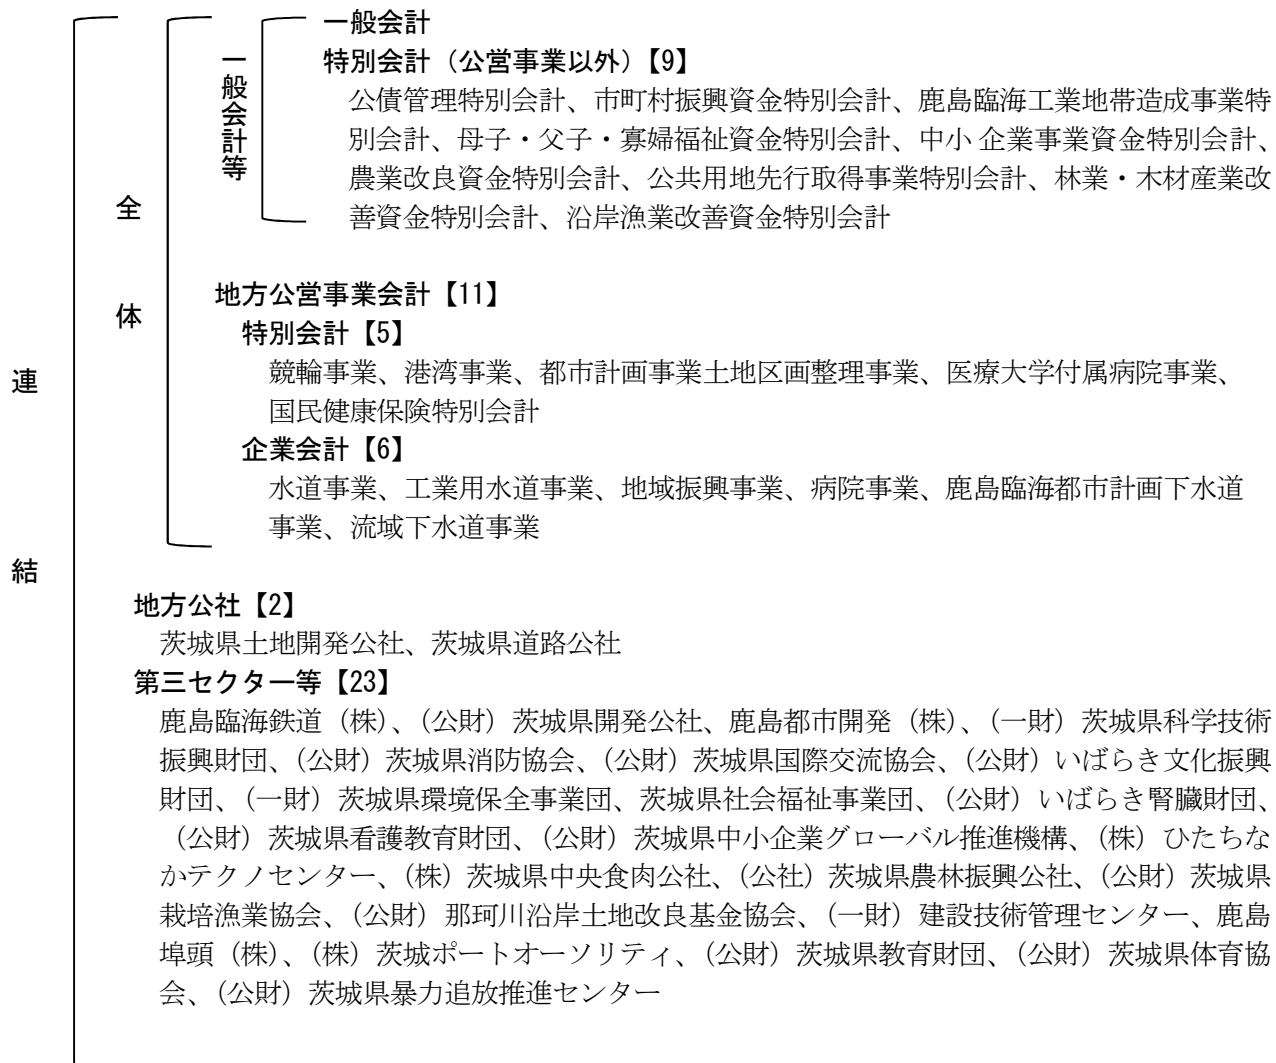 連結
全体
一般会計等
一般会計
特別会計（公営事業以外）【9】
公債管理特別会計、市町村振興資金特別会計、鹿島臨海工業地帯造成事業特
別会計、母子・父子・寡婦福祉資金特別会計、中小 企業事業資金特別会計、
農業改良資金特別会計、公共用地先行取得事業特別会計、林業・木材産業改
善資金特別会計、沿岸漁業改善資金特別会計
地方公営事業会計【11】
特別会計【5】
競輪事業、港湾事業、都市計画事業土地区画整理事業、医療大学付属病院事業、
国民健康保険特別会計
企業会計【6】
水道事業、工業用水道事業、地域振興事業、病院事業、鹿島臨海都市計画下水道
事業、流域下水道事業
地方公社【2】
茨城県土地開発公社、茨城県道路公社
第三セクター等【23】
鹿島臨海鉄道（株）、（公財）茨城県開発公社、鹿島都市開発（株）、（一財）茨城県科学技術
振興財団、（公財）茨城県消防協会、（公財）茨城県国際交流協会、（公財）いばらき文化振興
財団、（一財）茨城県環境保全事業団、茨城県社会福祉事業団、（公財）いばらき腎臓財団、
（公財）茨城県看護教育財団、（公財）茨城県中小企業グローバル推進機構、（株）ひたちな
かテクノセンター、（株）茨城県中央食肉公社、（公社）茨城県農林振興公社、（公財）茨城県
栽培漁業協会、（公財）那珂川沿岸土地改良基金協会、（一財）建設技術管理センター、鹿島
埠頭（株）、（株）茨城ポートオーソリティ、（公財）茨城県教育財団、（公財）茨城県体育協
会、（公財）茨城県暴力追放推進センター